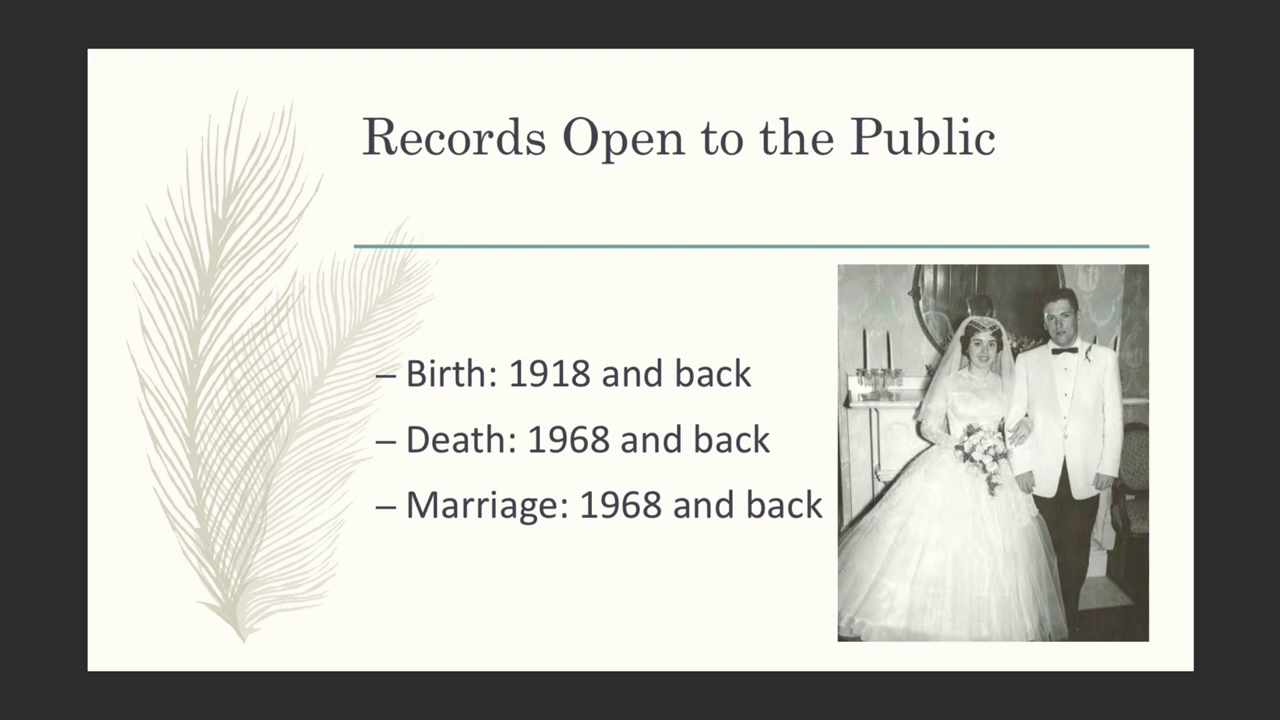 Records Open to the Public
– Birth: 1918 and back
– Death: 1968 and back
– Marriage: 1968 and back